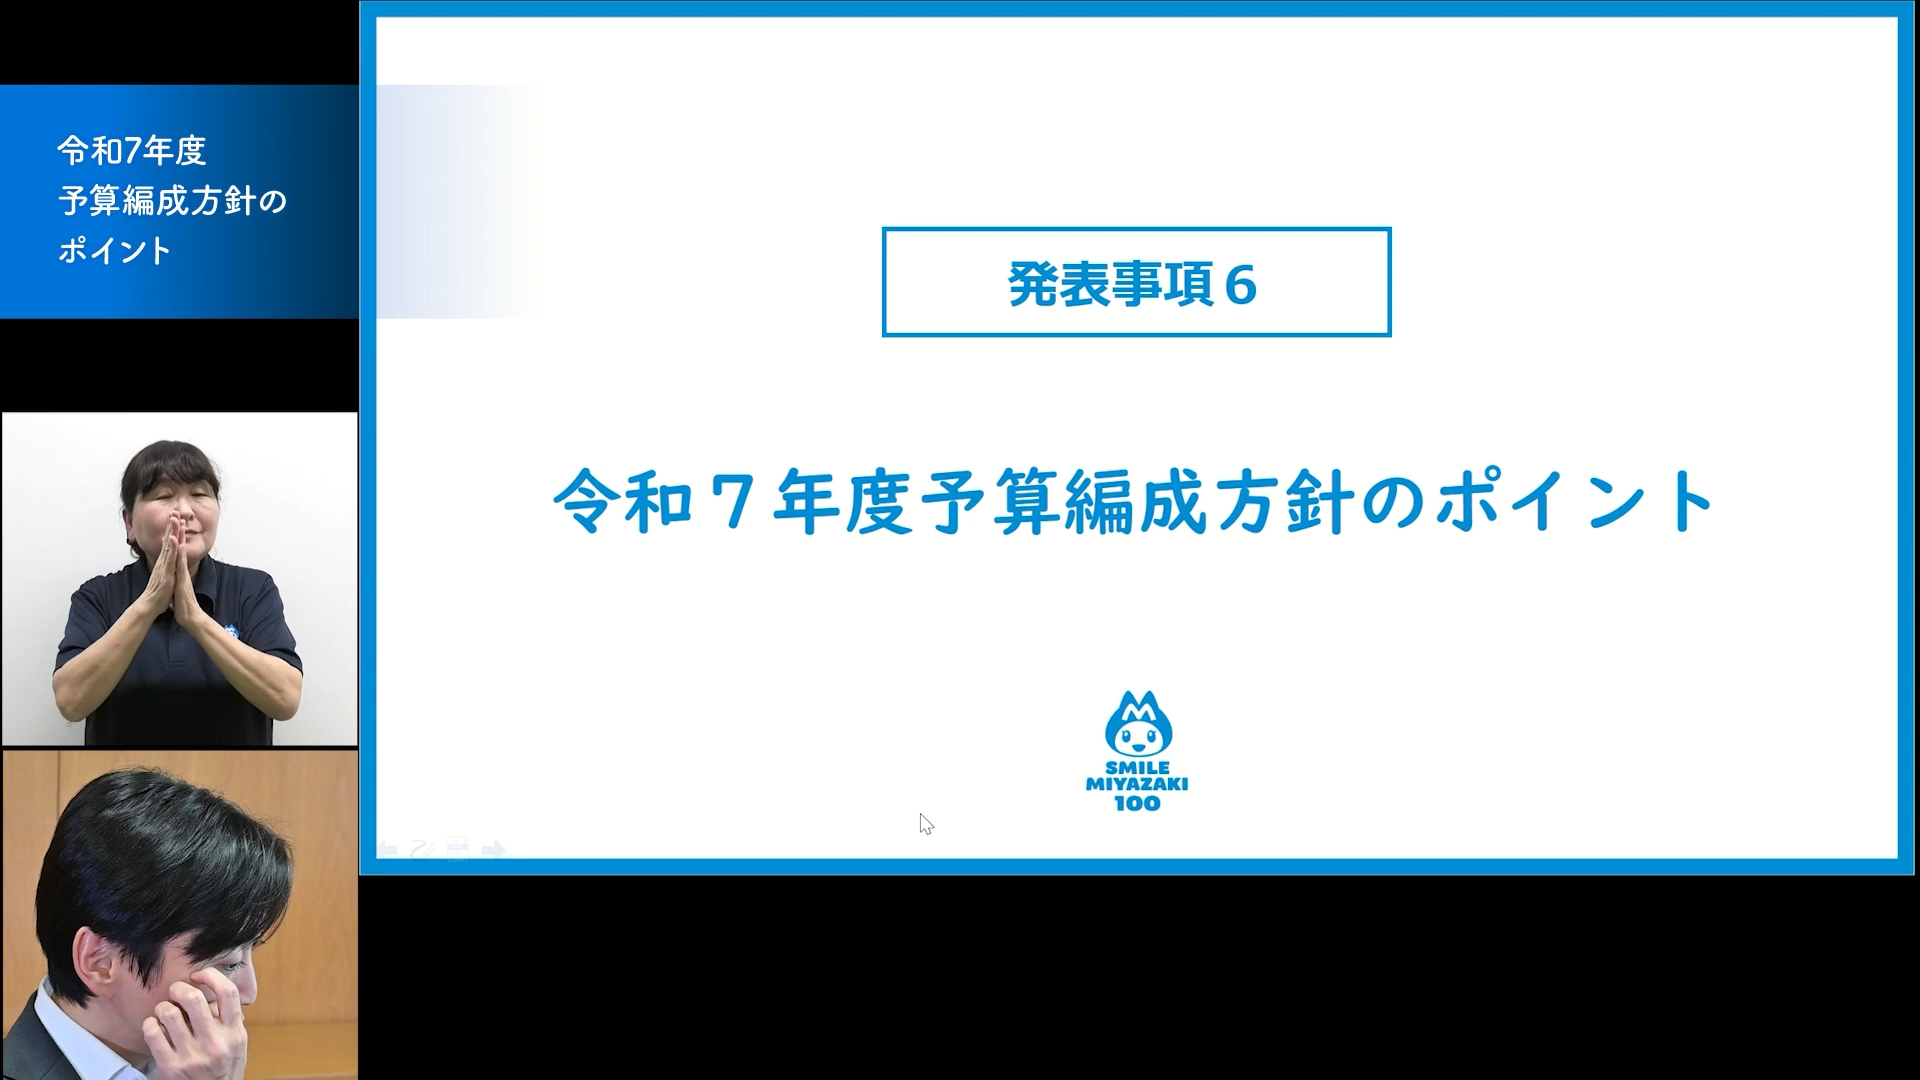 令和7年度
予算編成方針の
ポイント
発表事項６
令和７年度予算編成方針のポイント
SMILE
MIYAZAKI
100